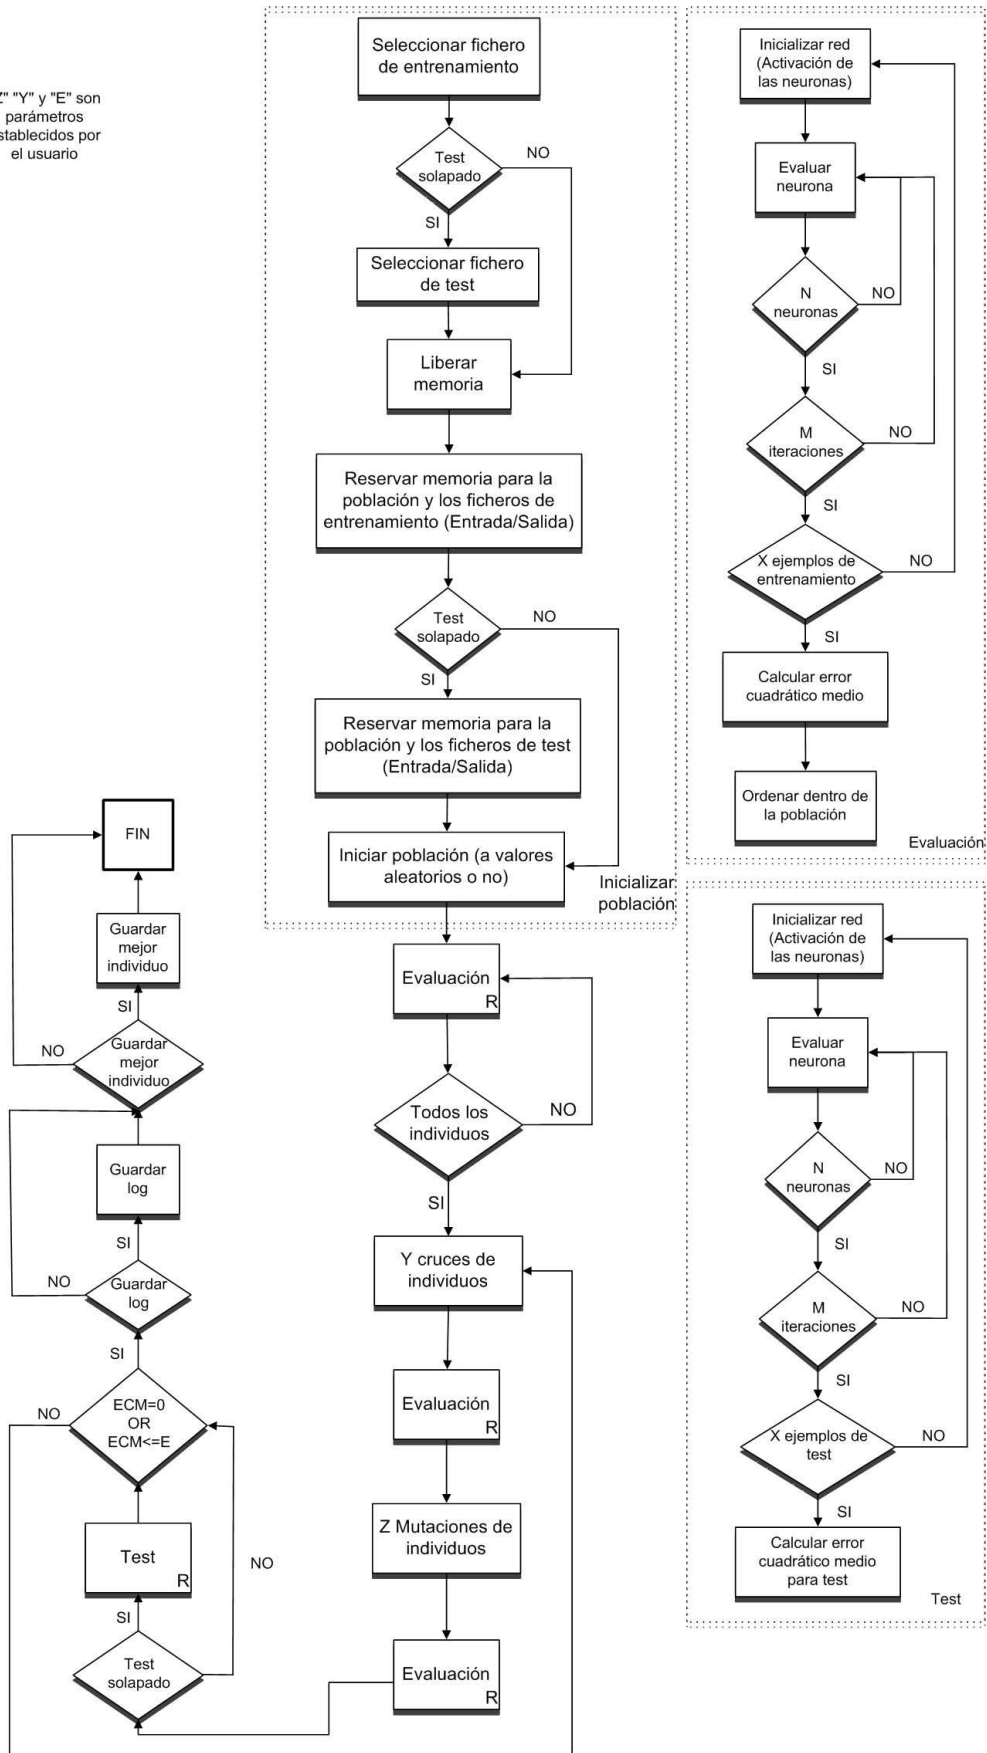 Z" "Y" y "E" son
parámetros
stablecidos por
el usuario
Seleccionar fichero
de entrenamiento
Test
solapado
NO
SI
Seleccionar fichero
de test
Liberar
memoria
Reservar memoria para la
población y los ficheros de
entrenamiento (Entrada/Salida)
Test
solapado
NO
SI
Reservar memoria para la
población y los ficheros de test
(Entrada/Salida)
Iniciar población (a valores
aleatorios o no)
Inicializar
población
Evaluación
R
Todos los
individuos
NO
SI
Y cruces de
individuos
Evaluación
R
Z Mutaciones de
individuos
Evaluación
R
Test
solapado
NO
SI
Test
R
ECM=0
OR
ECM<=E
NO
SI
Guardar
log
NO
SI
Guardar
log
Guardar
mejor
individuo
NO
SI
Guardar
mejor
individuo
FIN
Inicializar red
(Activación de
las neuronas)
Evaluar
neurona
N
neuronas
NO
SI
M
iteraciones
NO
SI
X ejemplos de
entrenamiento
NO
SI
Calcular error
cuadrático medio
Ordenar dentro de
la población
Evaluación
Inicializar red
(Activación de
las neuronas)
Evaluar
neurona
N
neuronas
NO
SI
M
iteraciones
NO
SI
X ejemplos de
test
NO
SI
Calcular error
cuadrático medio
para test
Test